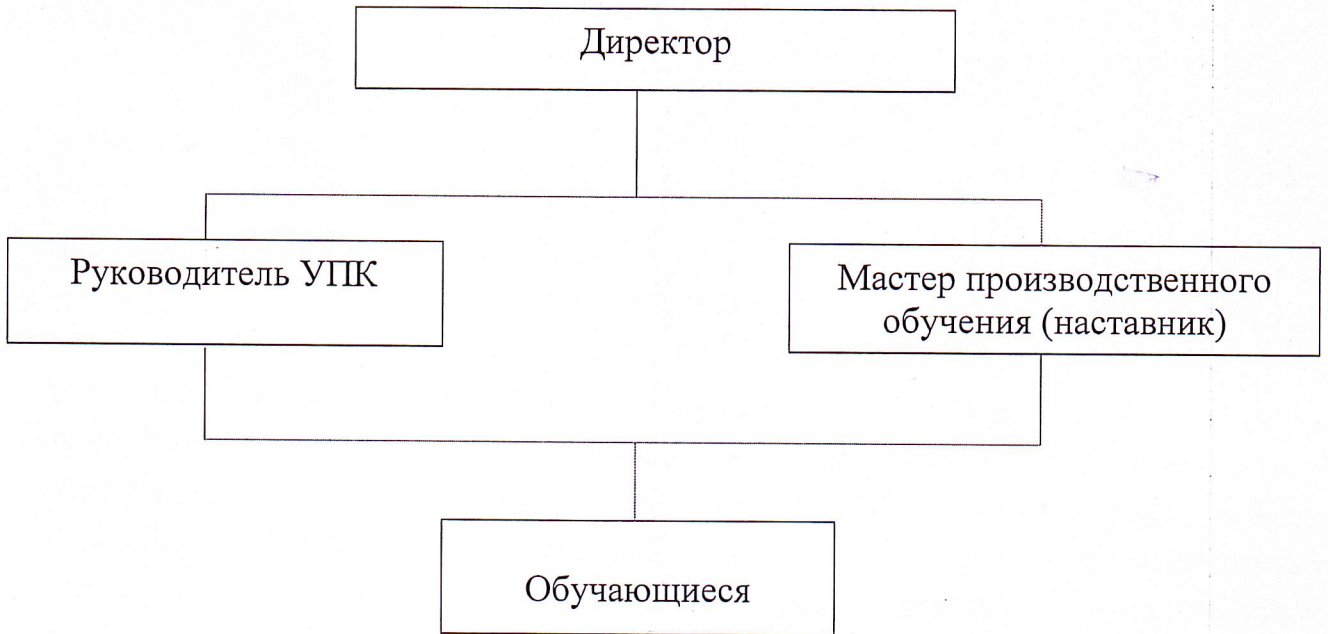 Директор
Руководитель УПК
Мастер производственного
обучения (наставник)
Обучающиеся